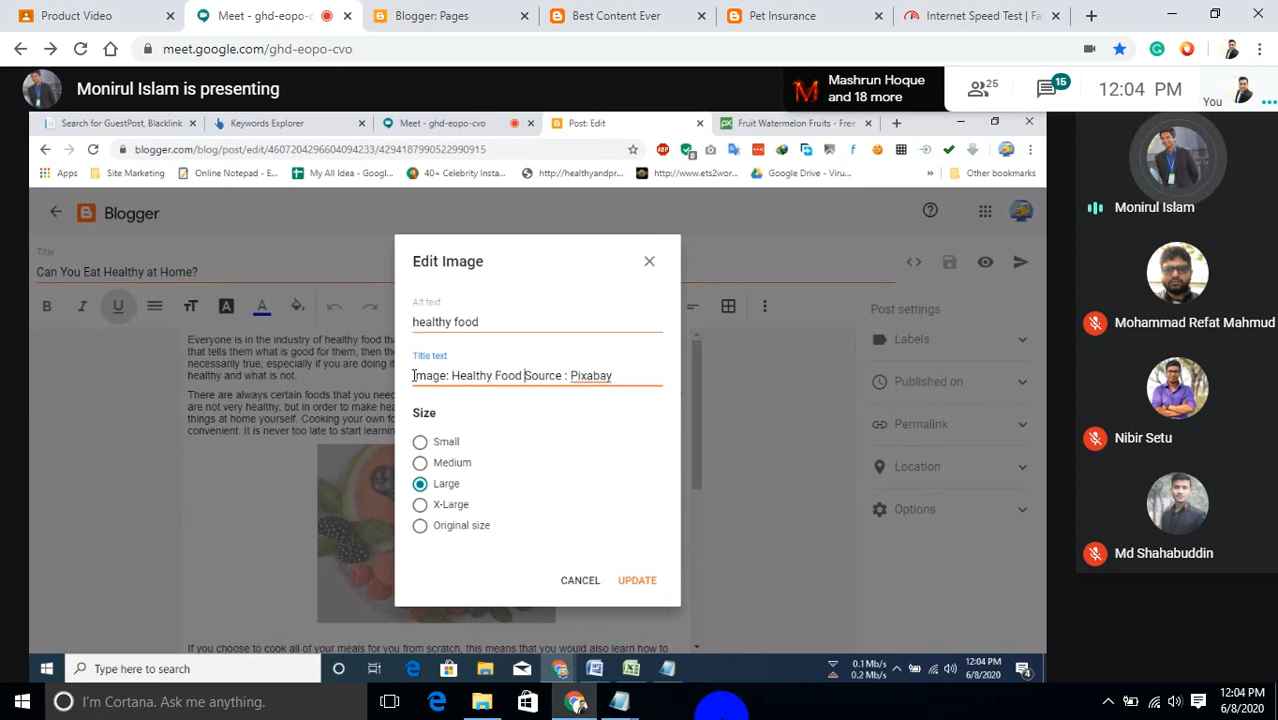 Product Video
Meet - ghd-eopo-c
Blogger: Pages
Best Content Ever
Pet Insurance
Internet Speed Test | Fa
meet.google.com/ghd-eopo-cvo
Monirul Islam is presenting
Mashrun Hoque
and 18 more
25
15
12:04 PM
You
Search for GuestPost, Blacklink
Keywords Explorer
Meet - ghd-eopo-cvo
Post: Edit
Fruit Watermelon Fruits - Free
blogger.com/blog/post/edit/4607204296604094233/4294187990522990915
Apps
Site Marketing
Online Notepad - E...
My All Idea - Googl...
40+ Celebrity Insta...
http://healthyandpr...
http://www.ets2wor...
Google Drive - Viru...
Other bookmarks
Blogger
Title
Can You Eat Healthy at Home?
Everyone is in the industry of healthy food
that tells them what is good for them, then the
necessarily true, especially if you are doing it
healthy and what is not.
There are always certain foods that you
are not very healthy, but in order to make hea
things at home yourself. Cooking your own fo
convenient. It is never too late to start learnin
If you choose to cook all of your meals for you from scratch, this means that you would also learn how to
Edit Image
Alt text
healthy food
Title text
Image: Healthy Food Source : Pixabay
Size
Small
Medium
Large
X-Large
Original size
CANCEL
UPDATE
Post settings
Labels
Published on
Permalink
Location
Options
Monirul Islam
Mohammad Refat Mahmud
Nibir Setu
Md Shahabuddin
Type here to search
0.1 Mb/s
0.2 Mb/s
12:04 PM
6/8/2020
4
I'm Cortana. Ask me anything.
12:04 PM
6/8/2020